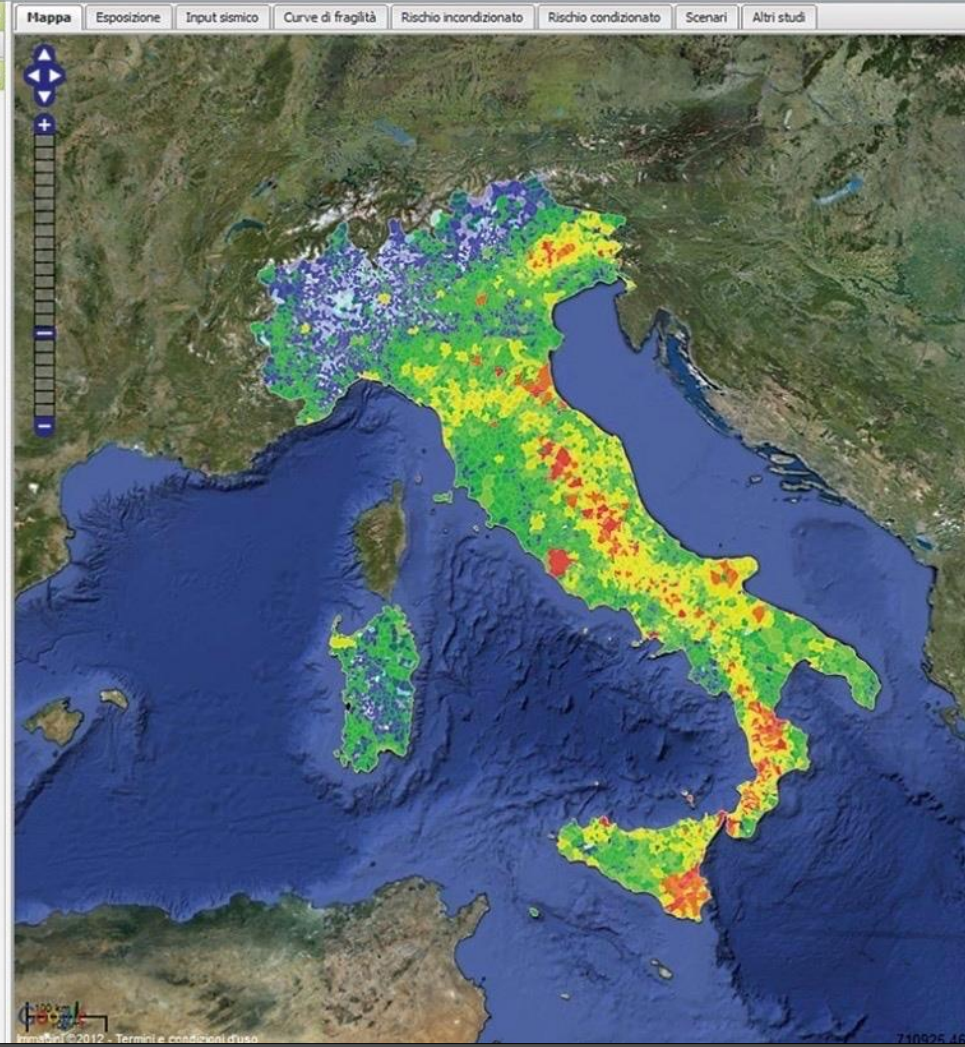 Mappa Esposizione Input sismico Curve di fragilità Rischio incondizionato Rischio condizionato Scenari Altri studi
100 km
Immagini ©2012 - Termini e condizioni d'uso